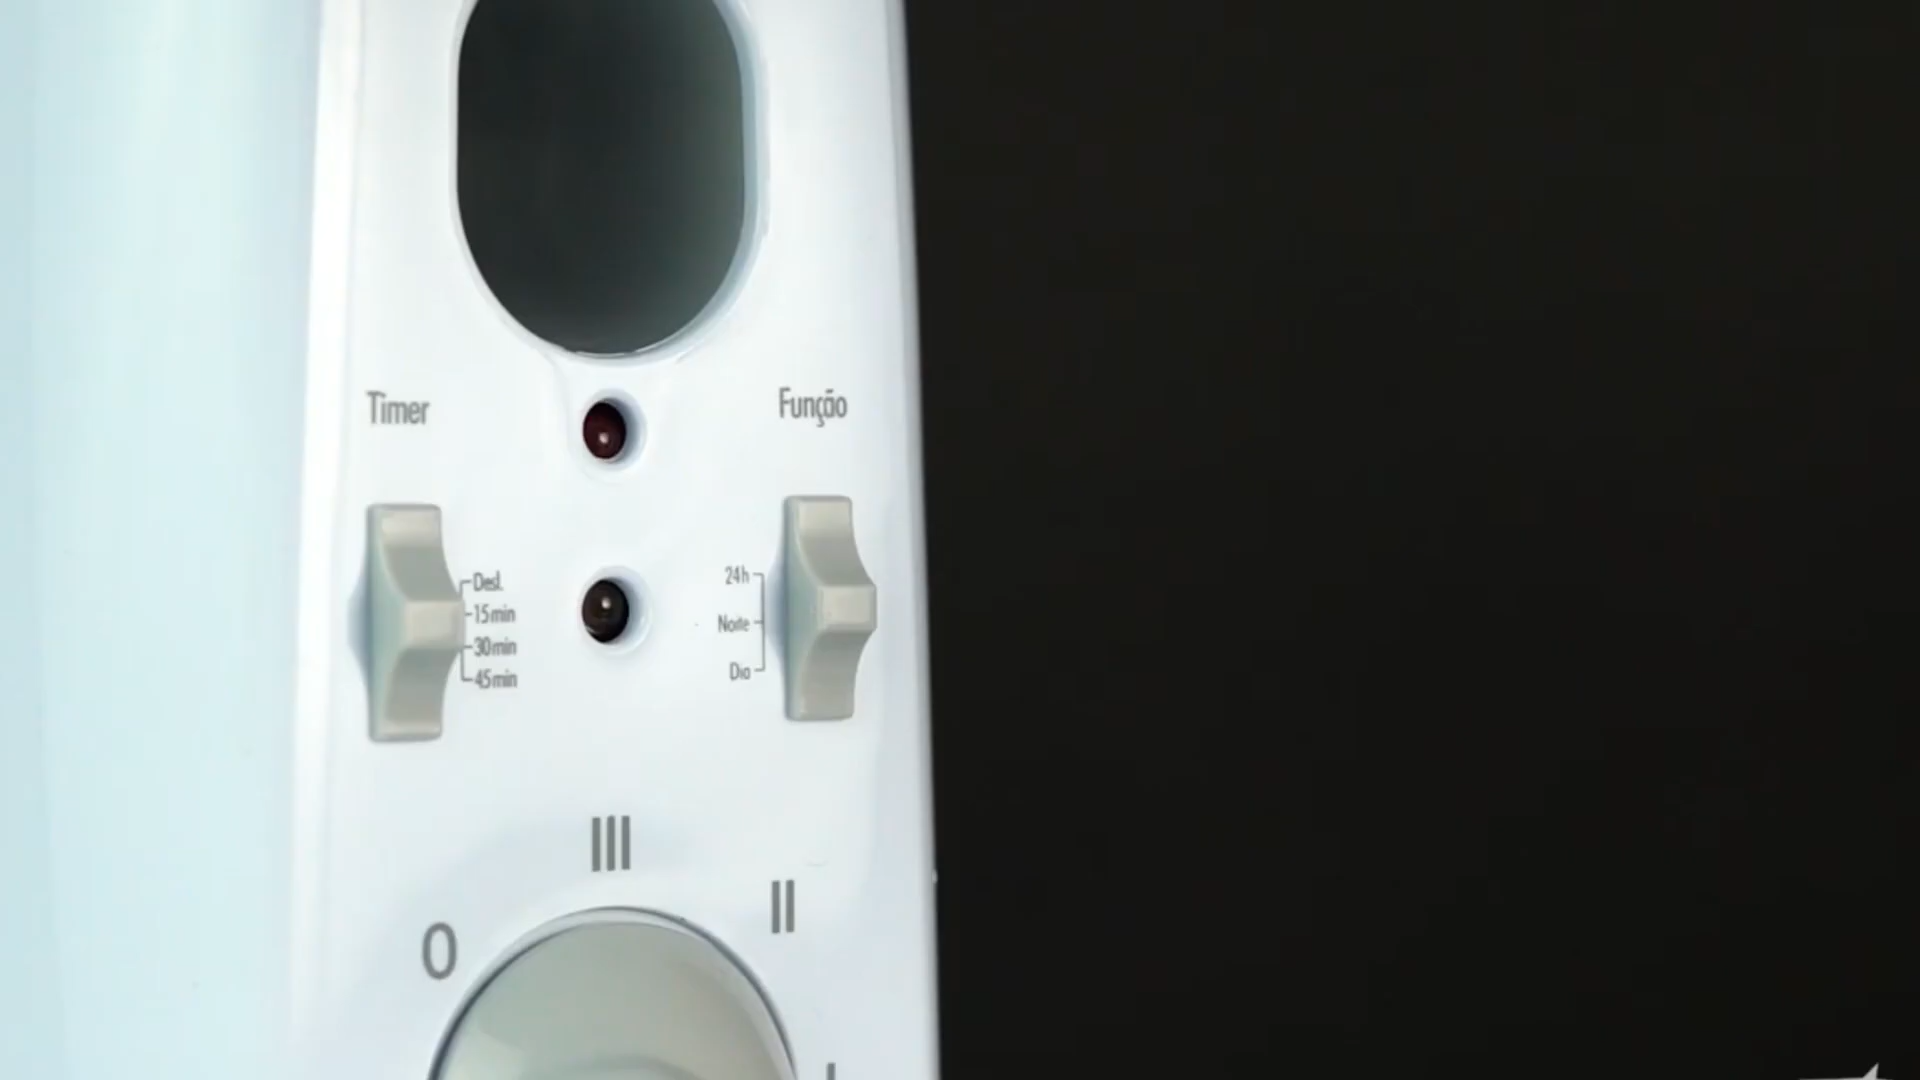 Timer
Função
Desl.
15min
30min
45min
24h
Noite
Dia
III
II
0
I